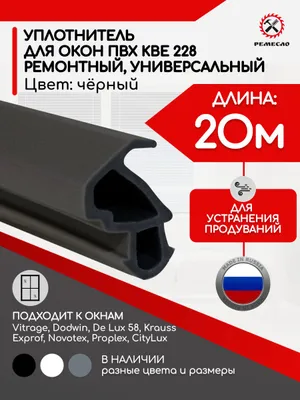 УПЛОТНИТЕЛЬ
ДЛЯ ОКОН ПВХ КВЕ 228
РЕМОНТНЫЙ, УНИВЕРСАЛЬНЫЙ
Цвет: чёрный
РЕМЕСЛО
ДЛИНА:
20м
ДЛЯ
УСТРАНЕНИЯ
ПРОДУВАНИЙ
MADE IN RUSSIA
ПОДХОДИТ К ОКНАМ
Vitrage, Dodwin, De Lux 58, Krauss
Exprof, Novotex, Proplex, CityLux
В НАЛИЧИИ
разные цвета и размеры